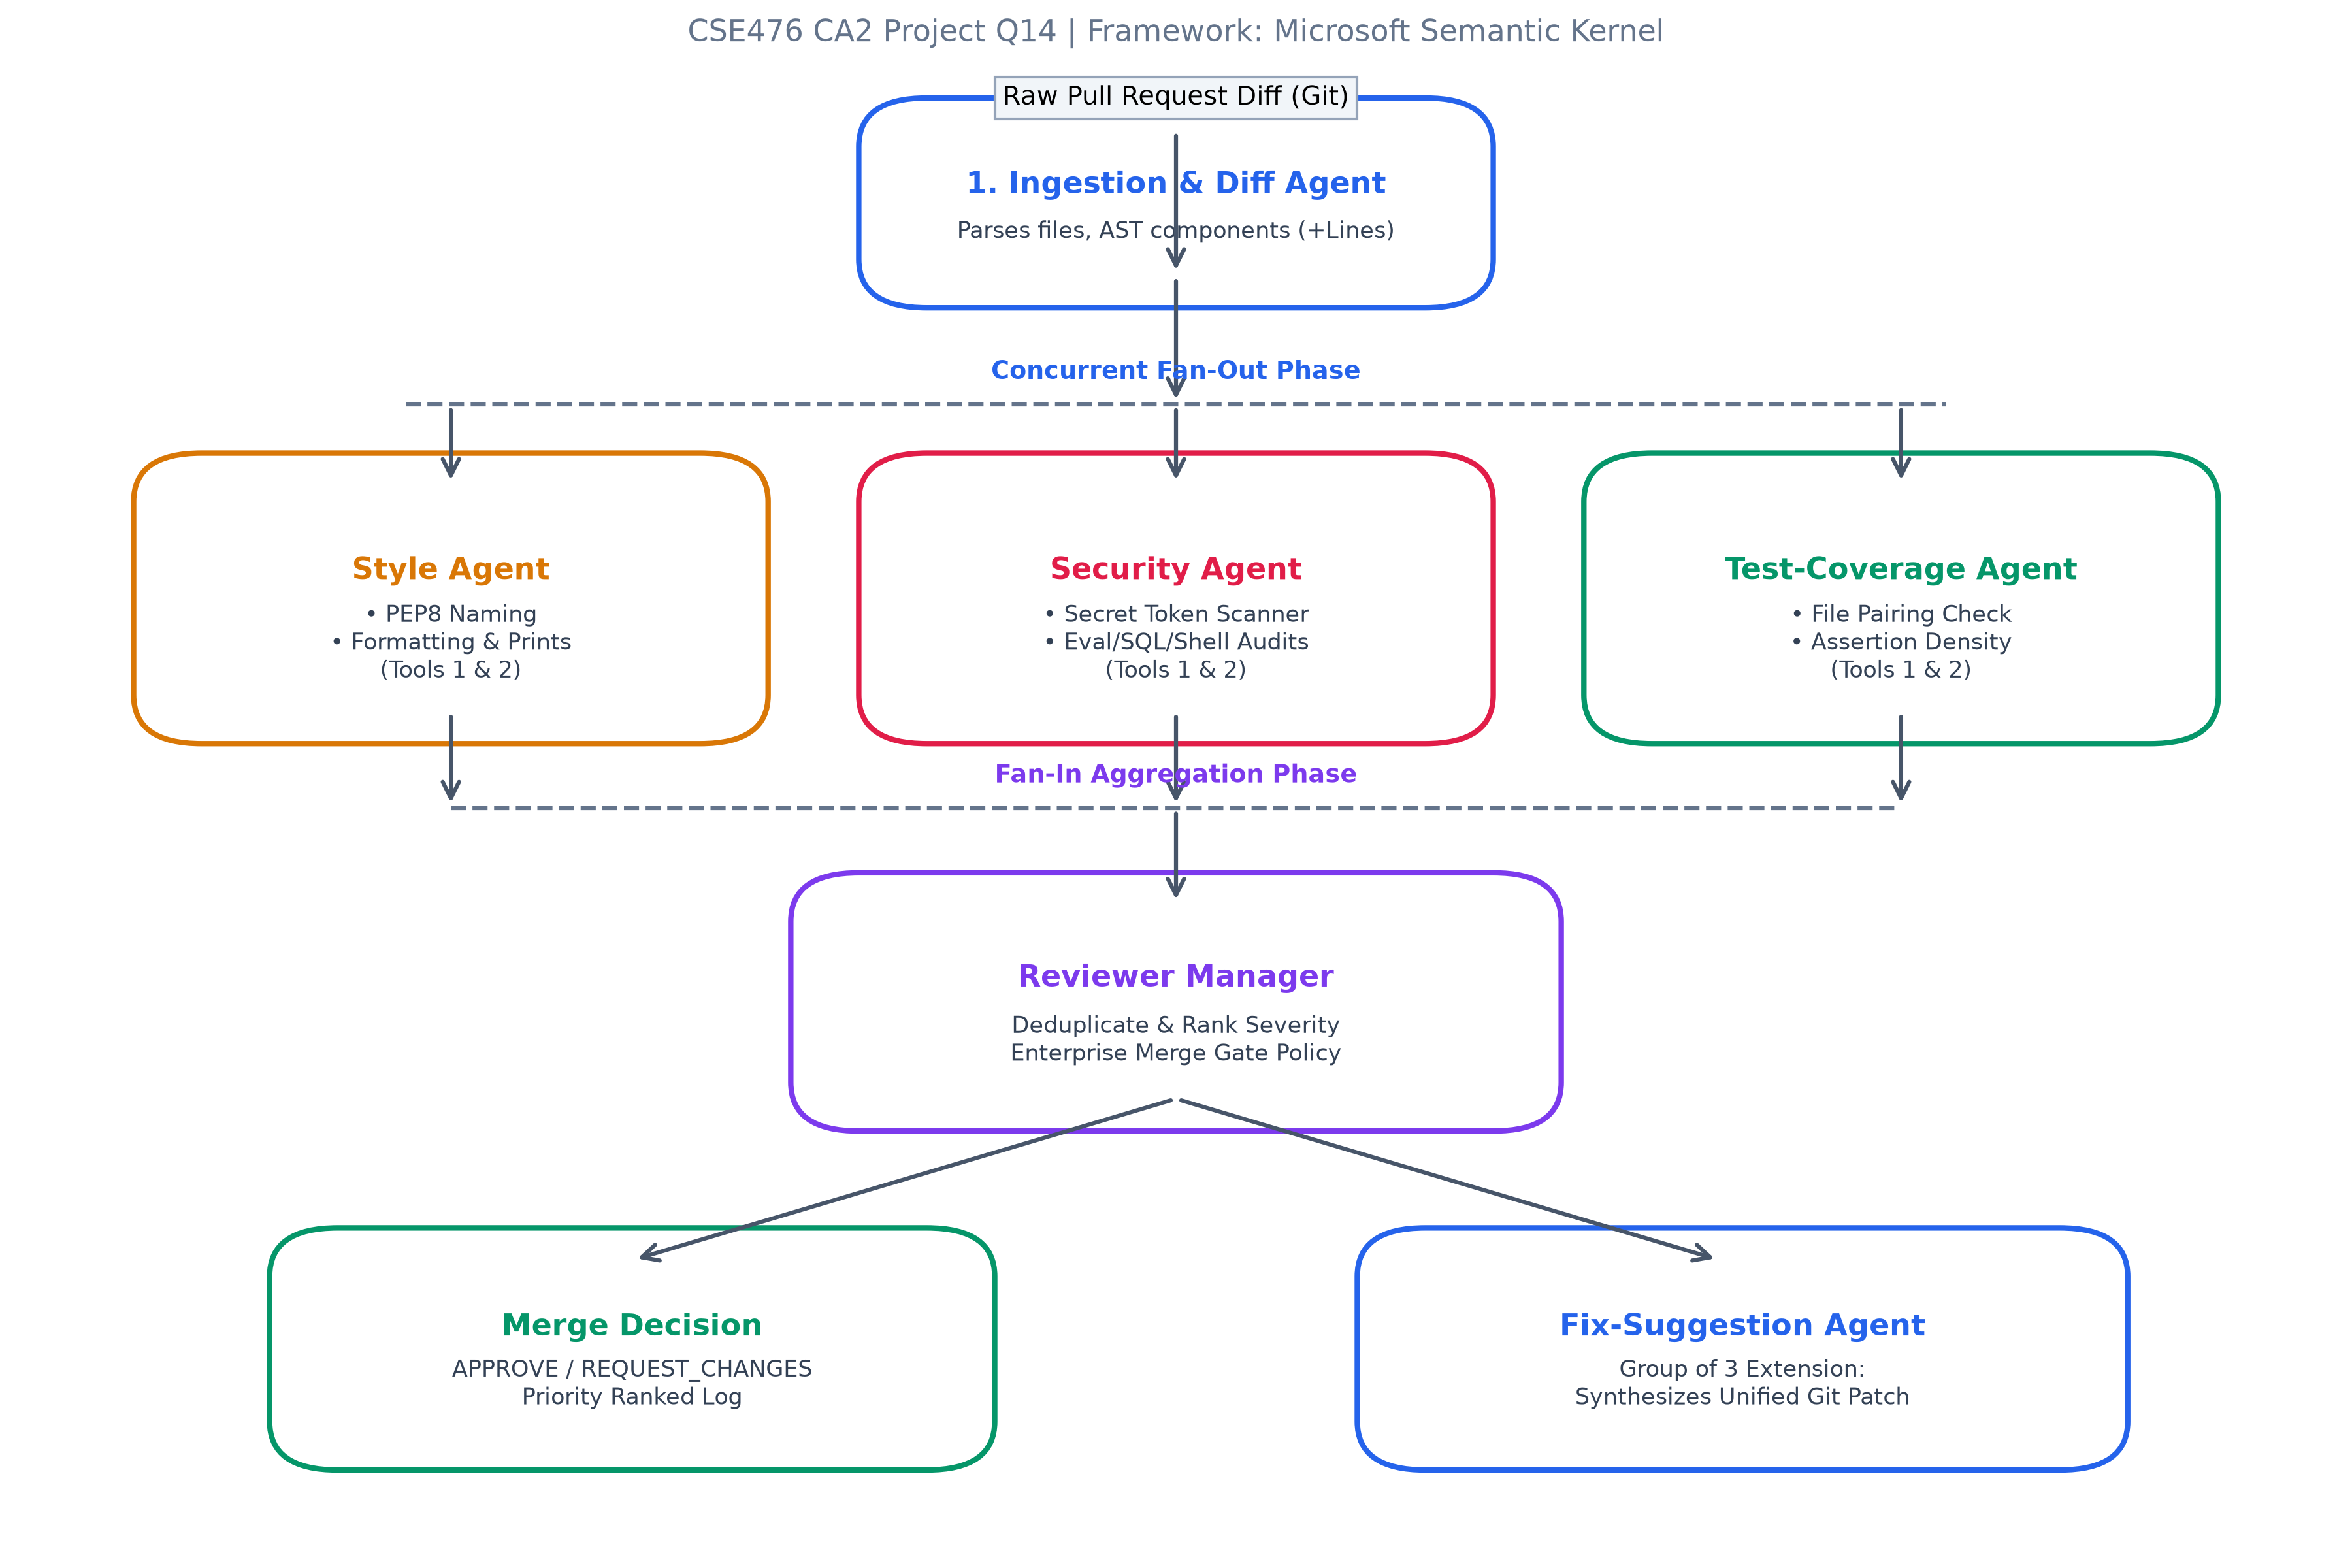 CSE476 CA2 Project Q14 | Framework: Microsoft Semantic Kernel
Raw Pull Request Diff (Git)
1. Ingestion & Diff Agent
Parses files, AST components (+Lines)
Concurrent Fan-Out Phase
Style Agent
• PEP8 Naming
• Formatting & Prints
(Tools 1 & 2)
Security Agent
• Secret Token Scanner
• Eval/SQL/Shell Audits
(Tools 1 & 2)
Test-Coverage Agent
• File Pairing Check
• Assertion Density
(Tools 1 & 2)
Fan-In Aggregation Phase
Reviewer Manager
Deduplicate & Rank Severity
Enterprise Merge Gate Policy
Merge Decision
APPROVE / REQUEST_CHANGES
Priority Ranked Log
Fix-Suggestion Agent
Group of 3 Extension:
Synthesizes Unified Git Patch